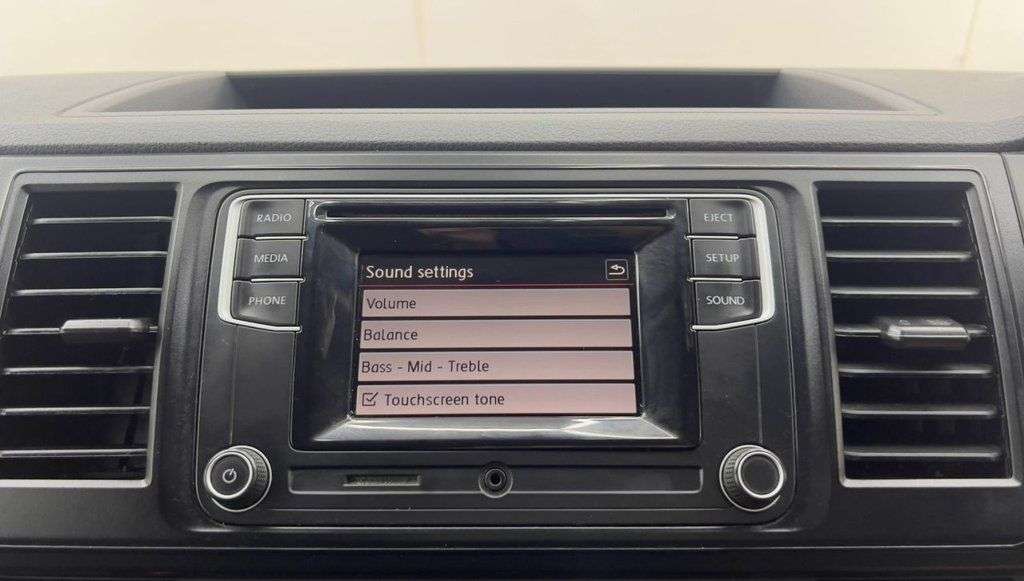 RADIO
MEDIA
PHONE
Sound settings
Volume
Balance
Bass - Mid - Treble
Touchscreen tone
EJECT
SETUP
SOUND